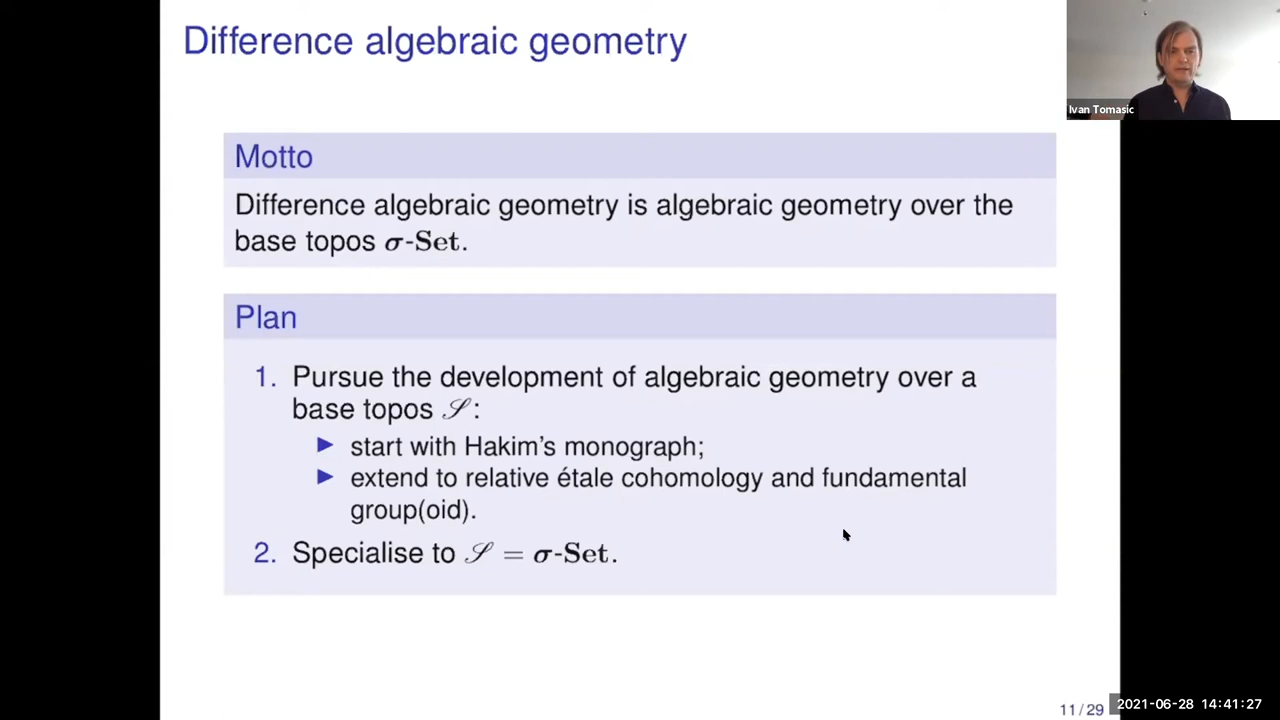 Difference algebraic geometry
Ivan Tomasic
Motto
Difference algebraic geometry is algebraic geometry over the
base topos σ-Set.
Plan
1. Pursue the development of algebraic geometry over a
base topos 𝒮:
▶ start with Hakim's monograph;
▶ extend to relative étale cohomology and fundamental
group(oid).
2. Specialise to 𝒮 = σ-Set.
11/29
2021-06-28 14:41:27